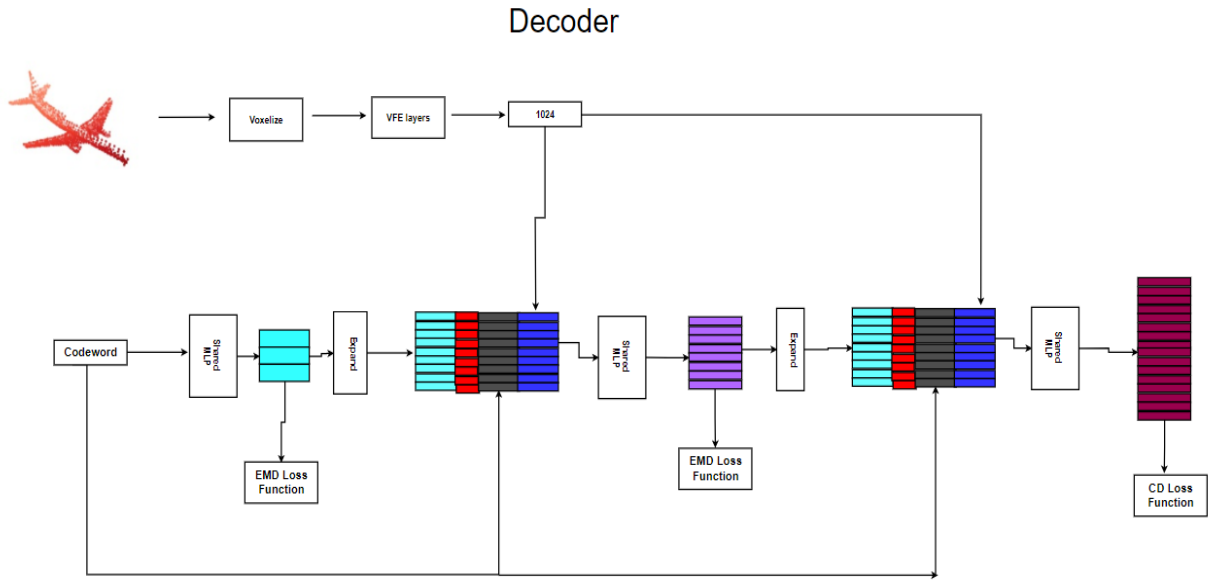 Decoder
Voxelize
VFE layers
1024
Codeword
Shared
MLP
Expand
Shared
MLP
Expand
Shared
MLP
EMD Loss
Function
EMD Loss
Function
CD Loss
Function